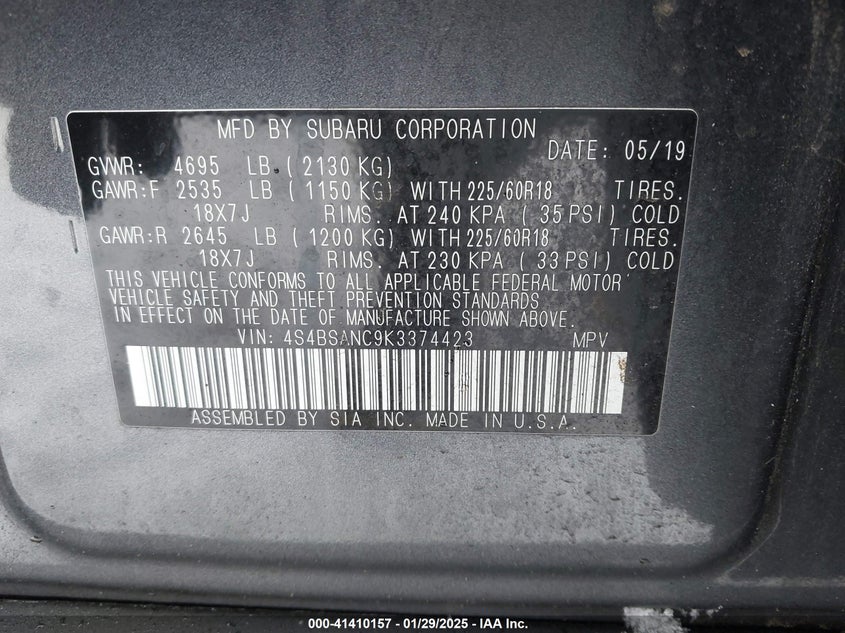 MFD BY SUBARU CORPORATION
DATE: 05/19
GVWR: 4695 LB (2130 KG)
GAWR:F 2535 LB (1150 KG) WITH 225/60R18 TIRES.
18X7J RIMS. AT 240 KPA (35 PSI) COLD
GAWR:R 2645 LB (1200 KG) WITH 225/60R18 TIRES.
18X7J RIMS. AT 230 KPA (33 PSI) COLD
THIS VEHICLE CONFORMS TO ALL APPLICABLE FEDERAL MOTOR
VEHICLE SAFETY AND THEFT PREVENTION STANDARDS
IN EFFECT ON THE DATE OF MANUFACTURE SHOWN ABOVE.
VIN: 4S4BSANC9K3374423 MPV
ASSEMBLED BY SIA INC. MADE IN U.S.A.
000-41410157 - 01/29/2025 - IAA Inc.